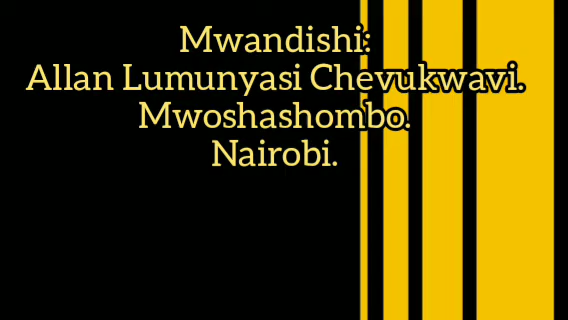 Mwandishi:
Allan Lumunyasi Chevukwavi.
Mwoshashombo.
Nairobi.